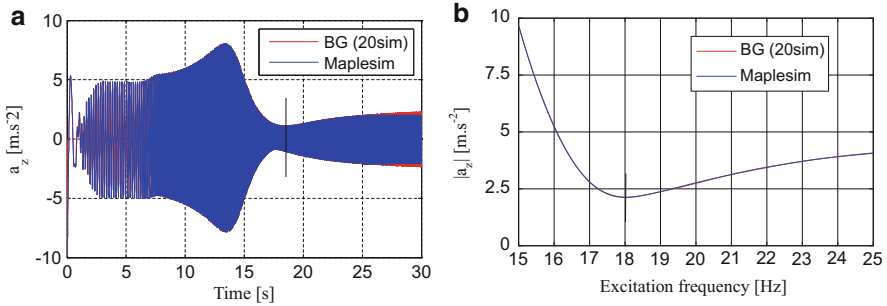 a
a_z [m.s^-2]
10
5
0
-5
-10
BG (20sim)
Maplesim
0 5 10 15 20 25 30
Time [s]
b
|a_z| [m.s^-2]
10
7.5
5
2.5
0
BG (20sim)
Maplesim
15 16 17 18 19 20 21 22 23 24 25
Excitation frequency [Hz]